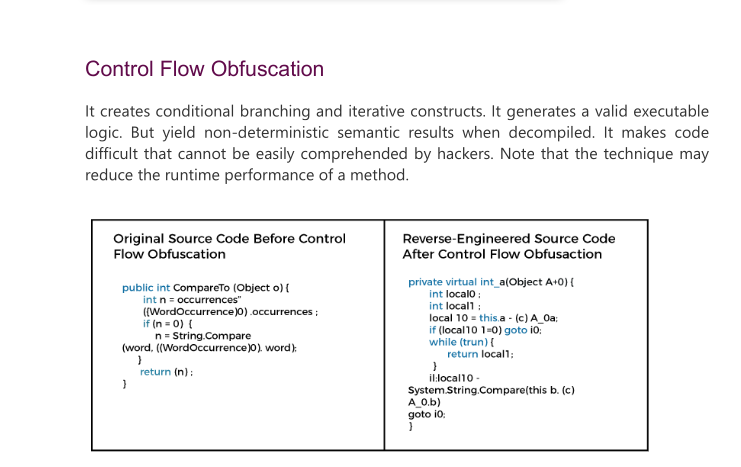 Control Flow Obfuscation
It creates conditional branching and iterative constructs. It generates a valid executable
logic. But yield non-deterministic semantic results when decompiled. It makes code
difficult that cannot be easily comprehended by hackers. Note that the technique may
reduce the runtime performance of a method.
Original Source Code Before Control
Flow Obfuscation
public int CompareTo (Object o) {
int n = occurrences"
(((WordOccurrence)0) .occurrences ;
if (n = 0) {
n = String.Compare
(word, ((WordOccurrence)0). word);
}
return (n) ;
}
Reverse-Engineered Source Code
After Control Flow Obfusaction
private virtual int_a(Object A+0) {
int local0 ;
int local1 ;
local 10 = this.a - (c) A_0a;
if (local10 1=0) goto i0;
while (trun) {
return local1;
}
il:local10 -
System.String.Compare(this b. (c)
A_0.b)
goto i0;
}